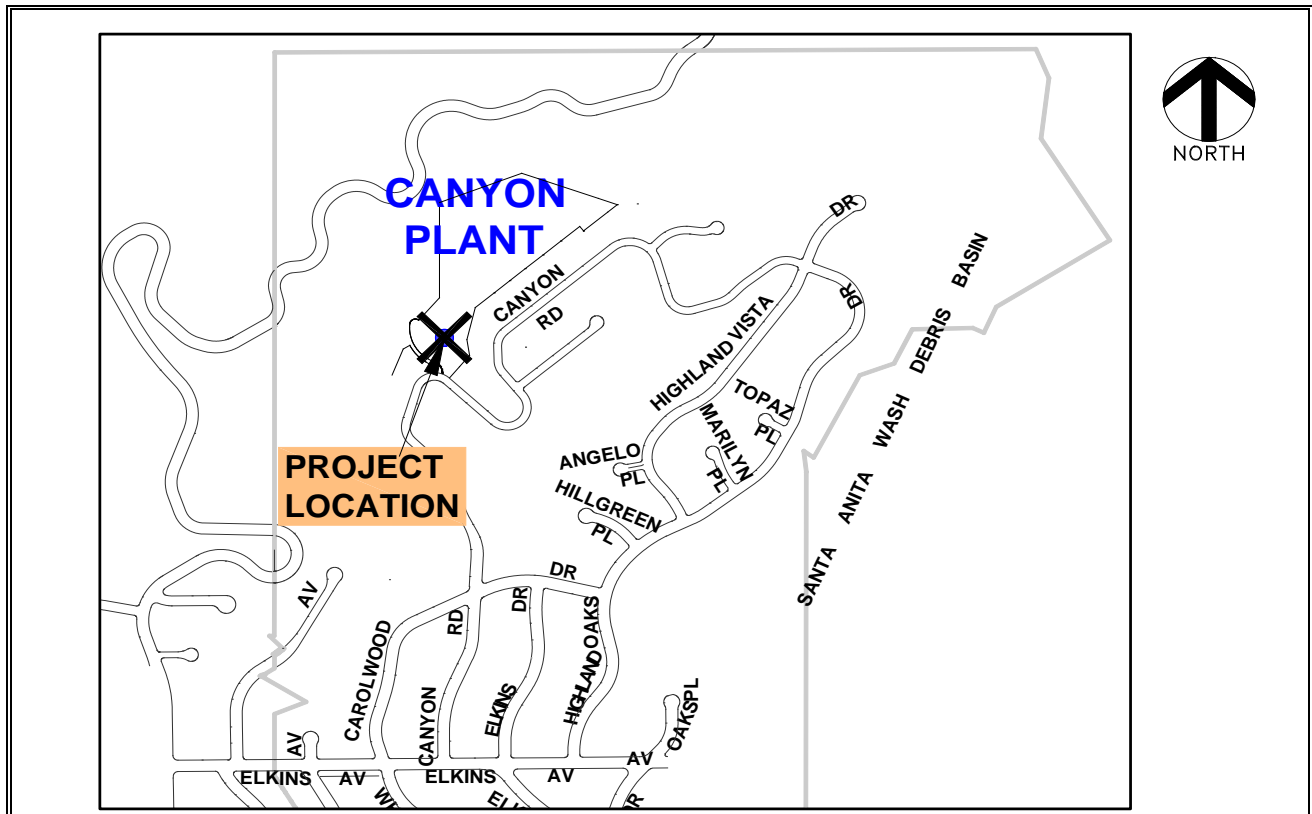 NORTH
CANYON
PLANT
DR
CANYON
RD
DR
HIGHLAND VISTA
SANTA ANITA WASH DEBRIS BASIN
TOPAZ
PL
MARILYN
PL
ANGELO
PL
PROJECT
LOCATION
HILLGREEN
PL
DR
AV
DR
RD
HIGHLAND OAKS
CAROLWOOD
CANYON
ELKINS
OAKS PL
AV
AV
ELKINS
AV
ELKINS
AV
DR